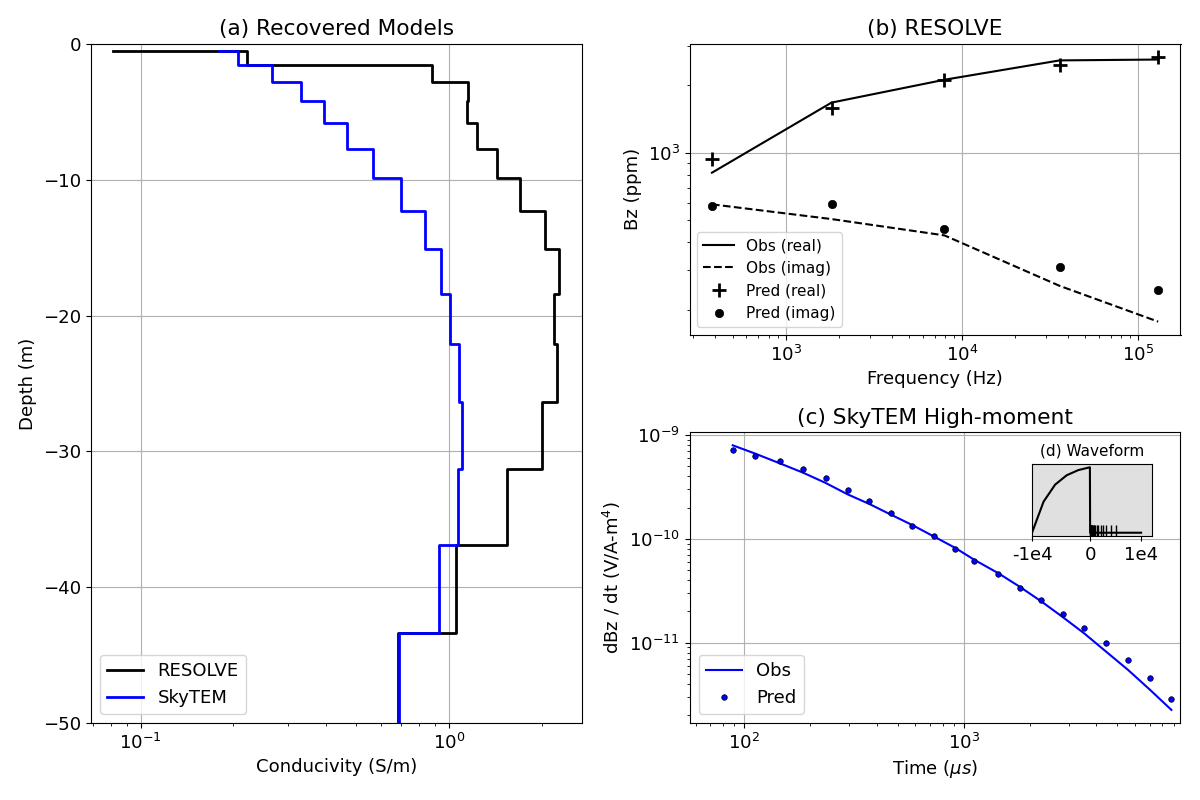 (a) Recovered Models
0
−10
−20
−30
−40
−50
Depth (m)
RESOLVE
SkyTEM
10⁻¹
10⁰
Conducivity (S/m)
(b) RESOLVE
10³
Bz (ppm)
Obs (real)
Obs (imag)
Pred (real)
Pred (imag)
10³
10⁴
10⁵
Frequency (Hz)
(c) SkyTEM High-moment
10⁻⁹
10⁻¹⁰
10⁻¹¹
dBz / dt (V/A-m⁴)
(d) Waveform
-1e4
0
1e4
Obs
Pred
10²
10³
Time (μs)